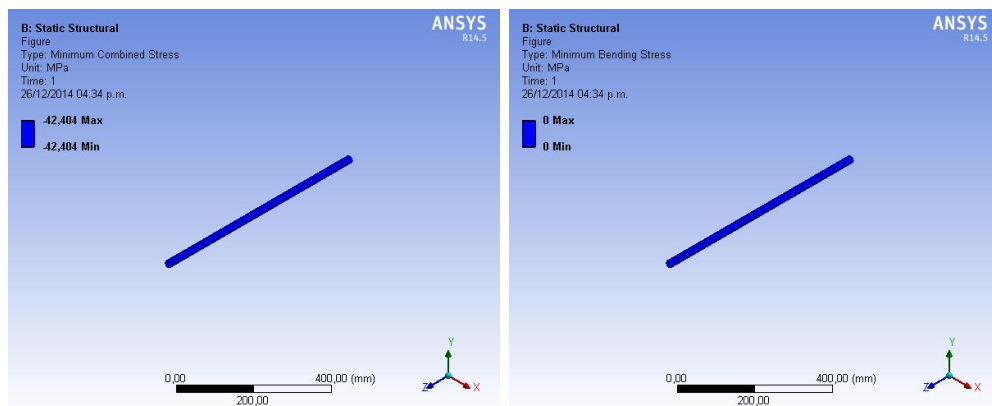 B: Static Structural
Figure
Type: Minimum Combined Stress
Unit: MPa
Time: 1
26/12/2014 04:34 p.m.
ANSYS
R14.5
-42,404 Max
-42,404 Min
0,00
400,00 (mm)
200,00
Y
Z
X
B: Static Structural
Figure
Type: Minimum Bending Stress
Unit: MPa
Time: 1
26/12/2014 04:34 p.m.
ANSYS
R14.5
0 Max
0 Min
0,00
400,00 (mm)
200,00
Y
Z
X